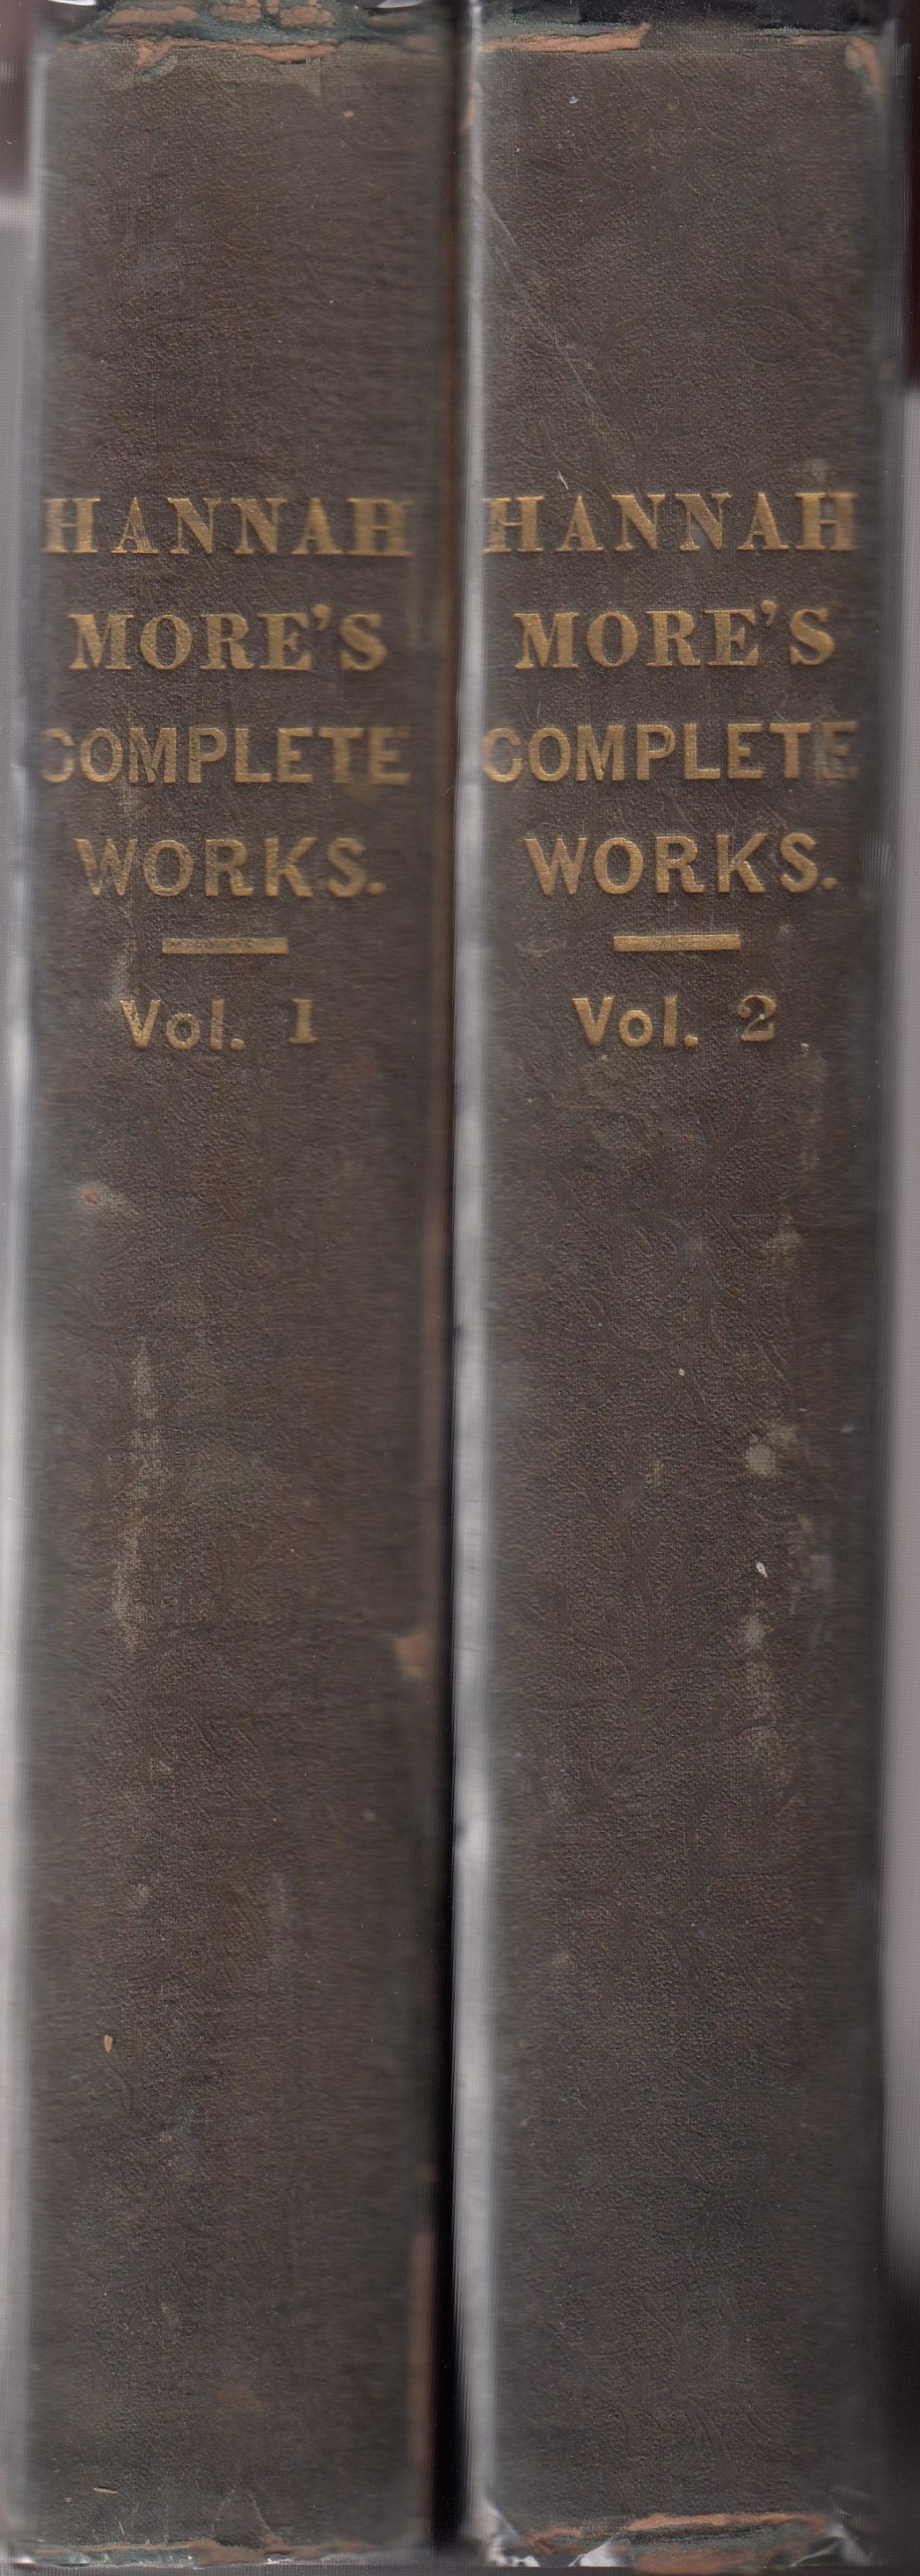 HANNAH
MORE'S
COMPLETE
WORKS.
Vol. 1
HANNAH
MORE'S
COMPLETE
WORKS.
Vol. 2